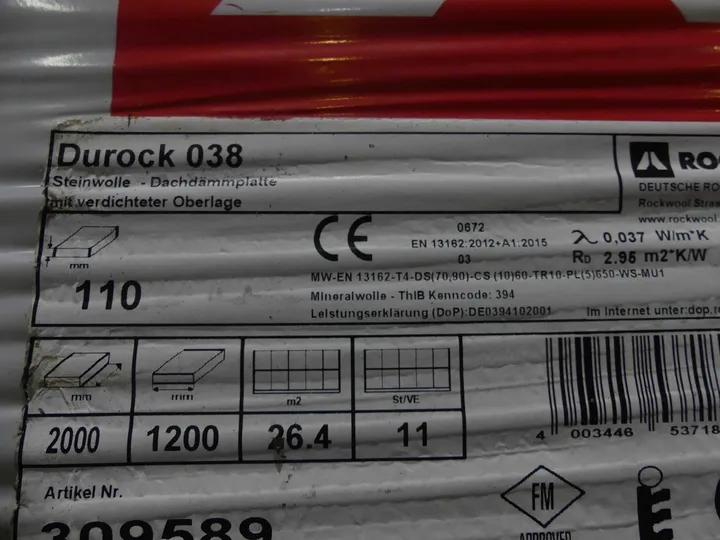 Durock 038
Steinwolle - Dachdämmplatte
mit verdichteter Oberlage
DEUTSCHE
Rockwool
www.rockwool
mm
110
CE
0672
EN 13162:2012+A1:2015
03
λ 0,037 W/m*K
RD 2.95 m2*K/W
MW-EN 13162-T4-DS(70,90)-CS(10)60-TR10-PL(5)650-WS-MU1
Mineralwolle - ThIB Kenncode: 394
Leistungserklärung (DoP):DE0394102001
Im Internet unter:dop.
mm
mm
m2
St/VE
2000
1200
26.4
11
4 003446 53718
Artikel Nr.
309589
FM
APPROVED